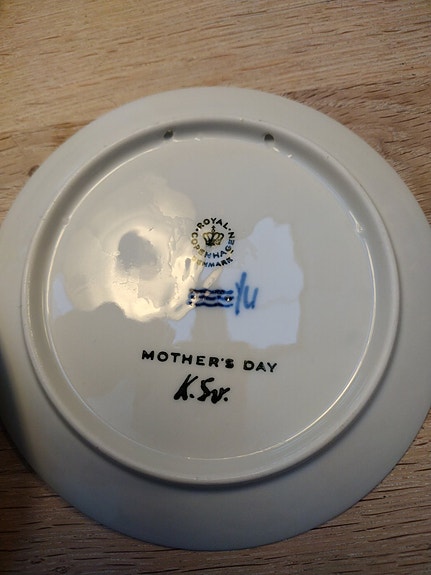 ROYAL
COPENHAGEN
DENMARK
MOTHER'S DAY
K.Sv.